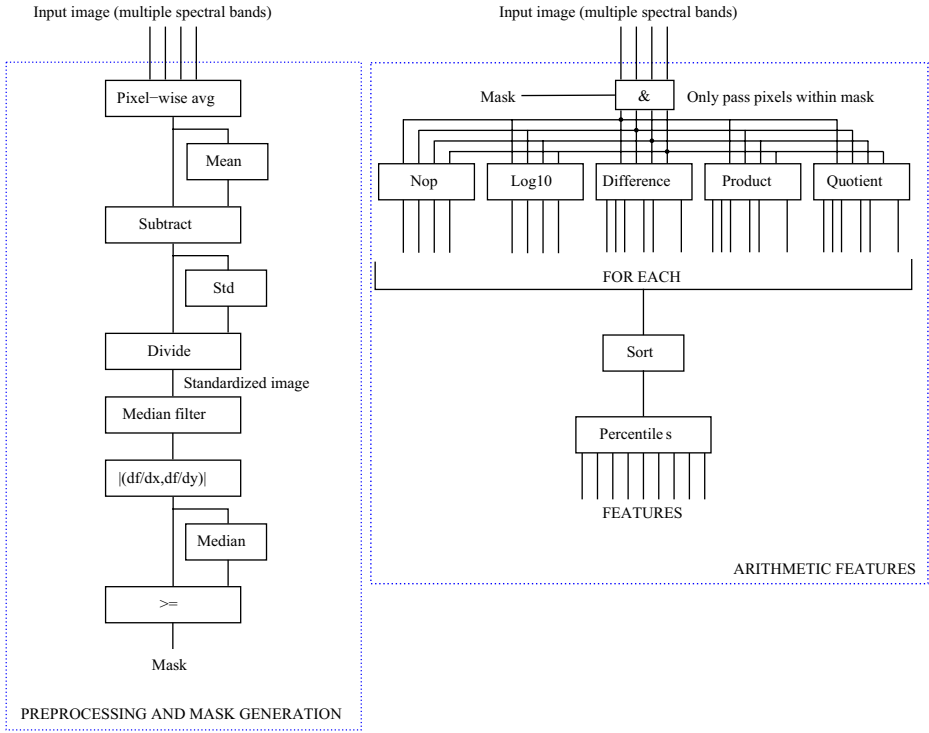 Input image (multiple spectral bands)
Pixel−wise avg
Mean
Subtract
Std
Divide
Standardized image
Median filter
|(df/dx,df/dy)|
Median
>=
Mask
PREPROCESSING AND MASK GENERATION
Input image (multiple spectral bands)
Mask
&
Only pass pixels within mask
Nop
Log10
Difference
Product
Quotient
FOR EACH
Sort
Percentiles
FEATURES
ARITHMETIC FEATURES